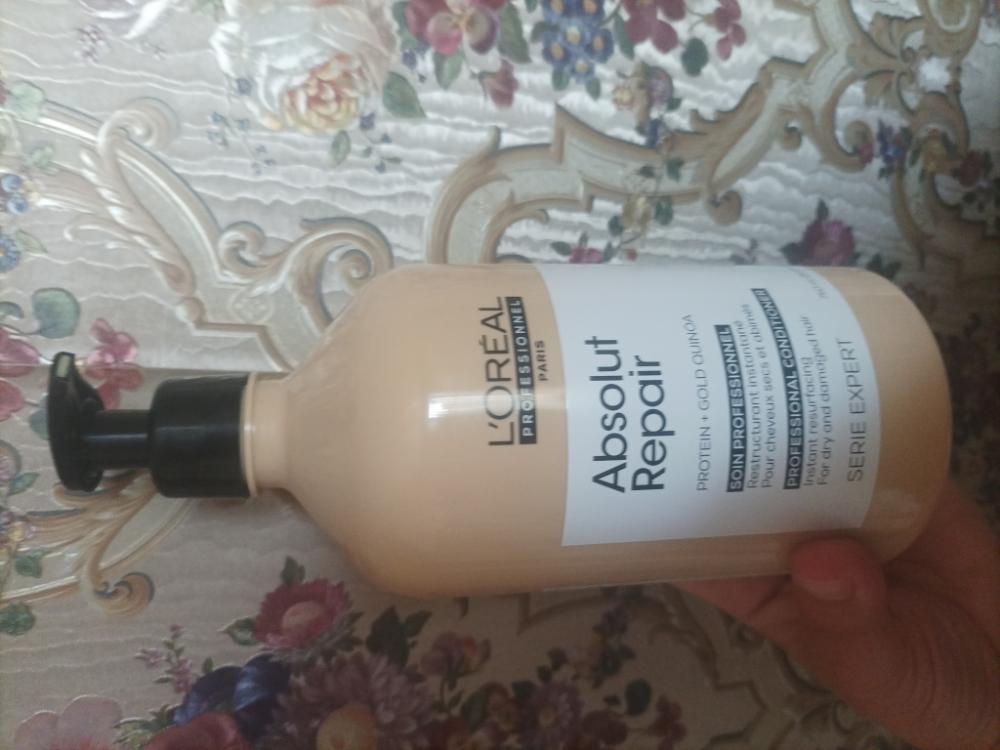 L'ORÉAL
PROFESSIONNEL
PARIS
Absolut
Repair
PROTEIN + GOLD QUINOA
SOIN PROFESSIONNEL
Restructurant instantané
Pour cheveux secs et abîmés
PROFESSIONAL CONDITIONER
Instant resurfacing
For dry and damaged hair
SERIE EXPERT